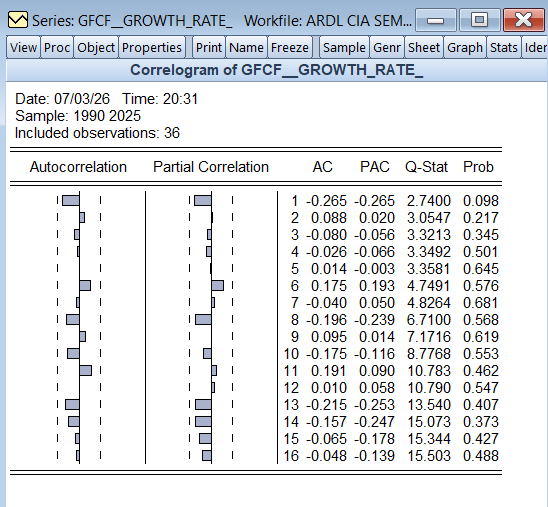 Series: GFCF__GROWTH_RATE_ Workfile: ARDL CIA SEM...
View Proc Object Properties Print Name Freeze Sample Genr Sheet Graph Stats Iden
Correlogram of GFCF__GROWTH_RATE_
Date: 07/03/26 Time: 20:31
Sample: 1990 2025
Included observations: 36
Autocorrelation Partial Correlation AC PAC Q-Stat Prob
1 -0.265 -0.265 2.7400 0.098
2 0.088 0.020 3.0547 0.217
3 -0.080 -0.056 3.3213 0.345
4 -0.026 -0.066 3.3492 0.501
5 0.014 -0.003 3.3581 0.645
6 0.175 0.193 4.7491 0.576
7 -0.040 0.050 4.8264 0.681
8 -0.196 -0.239 6.7100 0.568
9 0.095 0.014 7.1716 0.619
10 -0.175 -0.116 8.7768 0.553
11 0.191 0.090 10.783 0.462
12 0.010 0.058 10.790 0.547
13 -0.215 -0.253 13.540 0.407
14 -0.157 -0.247 15.073 0.373
15 -0.065 -0.178 15.344 0.427
16 -0.048 -0.139 15.503 0.488